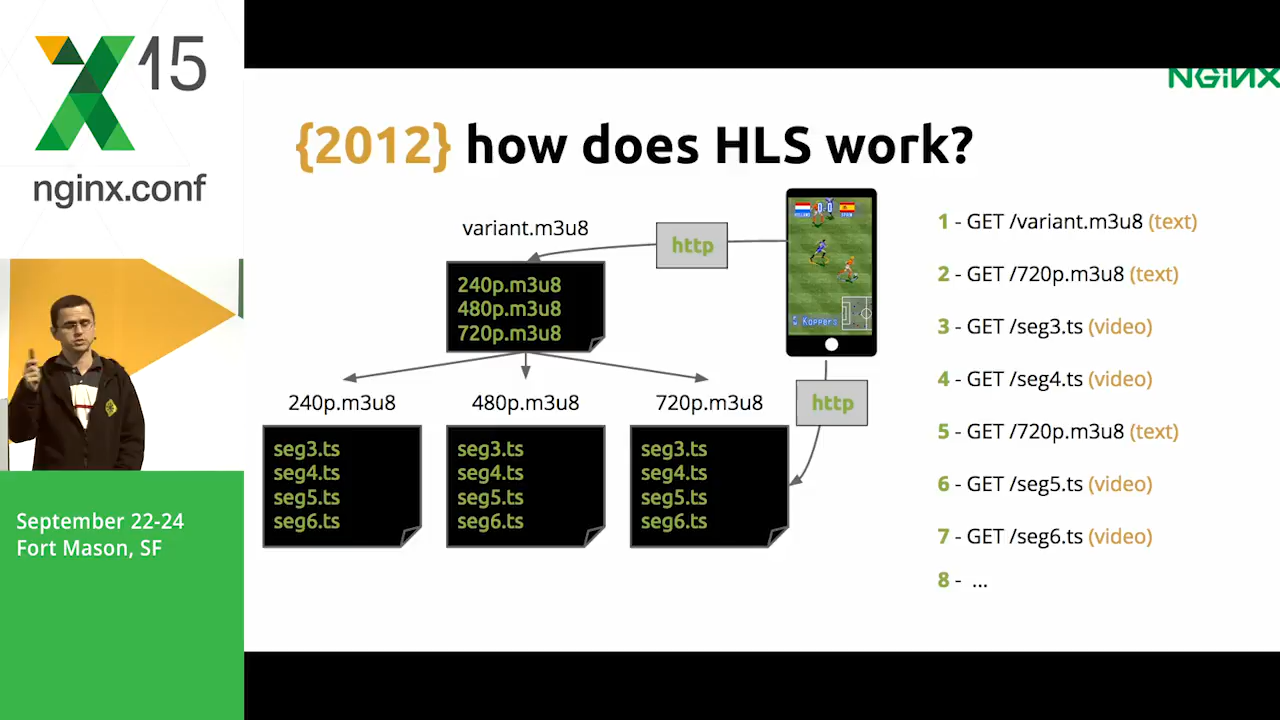 15
nginx.conf
September 22-24
Fort Mason, SF
NGINX
{2012} how does HLS work?
variant.m3u8
http
240p.m3u8
480p.m3u8
720p.m3u8
240p.m3u8
480p.m3u8
720p.m3u8
http
seg3.ts
seg4.ts
seg5.ts
seg6.ts
seg3.ts
seg4.ts
seg5.ts
seg6.ts
seg3.ts
seg4.ts
seg5.ts
seg6.ts
1 - GET /variant.m3u8 (text)
2 - GET /720p.m3u8 (text)
3 - GET /seg3.ts (video)
4 - GET /seg4.ts (video)
5 - GET /720p.m3u8 (text)
6 - GET /seg5.ts (video)
7 - GET /seg6.ts (video)
8 - ...